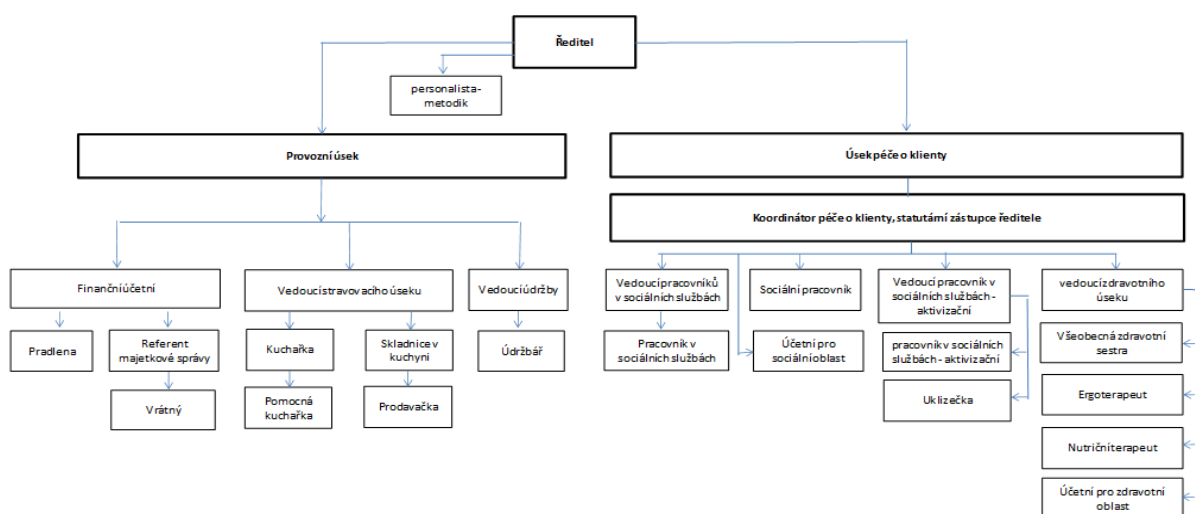 Ředitel
personalista-
metodik
Provozní úsek
Úsek péče o klienty
Koordinátor péče o klienty, statutární zástupce ředitele
Finanční účetní
Vedoucí stravovacího úseku
Vedoucí údržby
Vedoucí pracovníků
v sociálních službách
Sociální pracovník
Vedoucí pracovník v
sociálních službách -
aktivizační
vedoucí zdravotního
úseku
Pradlena
Referent
majetkové správy
Kuchařka
Skladnice v
kuchyni
Údržbář
Pracovník v
sociálních službách
Účetní pro
sociální oblast
pracovník v sociálních
službách - aktivizační
Všeobecná zdravotní
sestra
Vrátný
Pomocná
kuchařka
Prodavačka
Uklizečka
Ergoterapeut
Nutriční terapeut
Účetní pro zdravotní
oblast